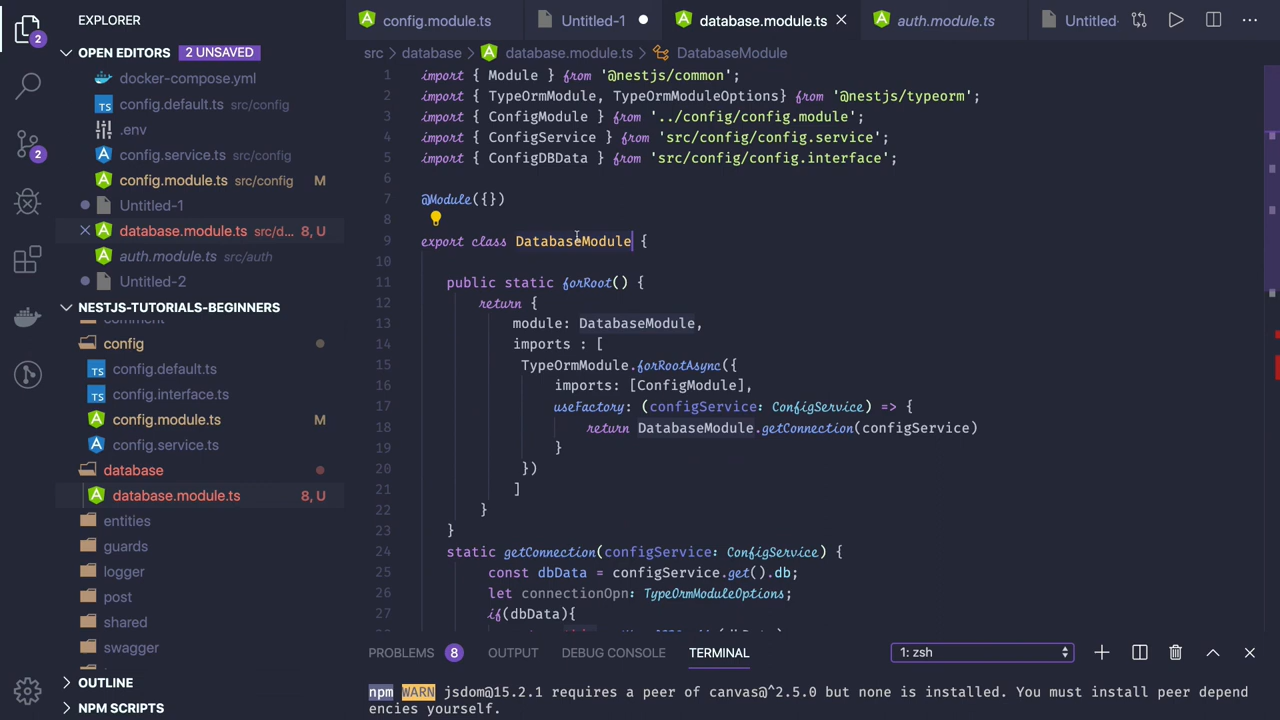 EXPLORER
2
OPEN EDITORS 2 UNSAVED
docker-compose.yml
TS config.default.ts src/config
.env
config.service.ts src/config
config.module.ts src/config M
Untitled-1
database.module.ts src/d... 8, U
auth.module.ts src/auth
Untitled-2
2
NESTJS-TUTORIALS-BEGINNERS
config
TS config.default.ts
TS config.interface.ts
config.module.ts M
config.service.ts
database
database.module.ts 8, U
entities
guards
logger
post
shared
swagger
OUTLINE
NPM SCRIPTS
config.module.ts Untitled-1 database.module.ts auth.module.ts Untitled-
src > database > database.module.ts > DatabaseModule
1 import { Module } from '@nestjs/common';
2 import { TypeOrmModule, TypeOrmModuleOptions} from '@nestjs/typeorm';
3 import { ConfigModule } from '../config/config.module';
4 import { ConfigService } from 'src/config/config.service';
5 import { ConfigDBData } from 'src/config/config.interface';
6
7 @Module({})
8
9 export class DatabaseModule {
10
11 public static forRoot() {
12 return {
13 module: DatabaseModule,
14 imports : [
15 TypeOrmModule.forRootAsync({
16 imports: [ConfigModule],
17 useFactory: (configService: ConfigService) => {
18 return DatabaseModule.getConnection(configService)
19 }
20 })
21 ]
22 }
23 }
24 static getConnection(configService: ConfigService) {
25 const dbData = configService.get().db;
26 let connectionOpn: TypeOrmModuleOptions;
27 if(dbData){
PROBLEMS 8 OUTPUT DEBUG CONSOLE TERMINAL 1: zsh
npm WARN jsdom@15.2.1 requires a peer of canvas@^2.5.0 but none is installed. You must install peer depend
encies yourself.